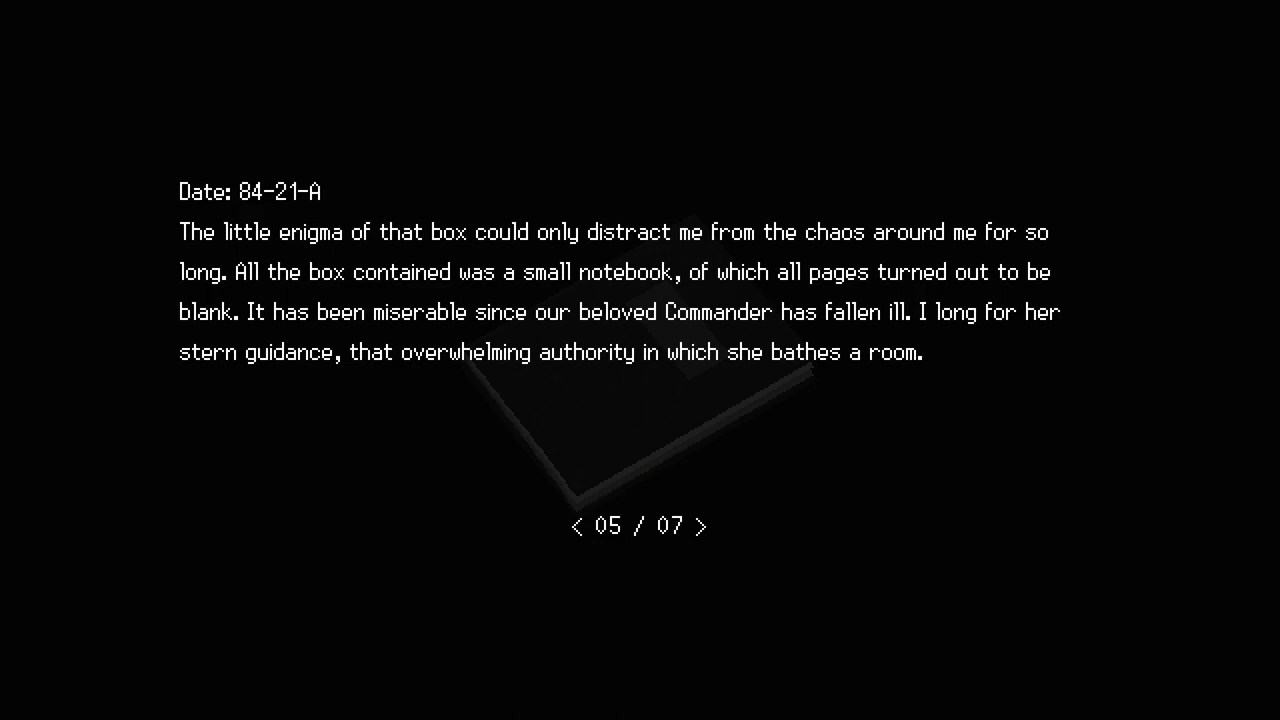 Date: 84-21-A
The little enigma of that box could only distract me from the chaos around me for so
long. All the box contained was a small notebook, of which all pages turned out to be
blank. It has been miserable since our beloved Commander has fallen ill. I long for her
stern guidance, that overwhelming authority in which she bathes a room.
< 05 / 07 >